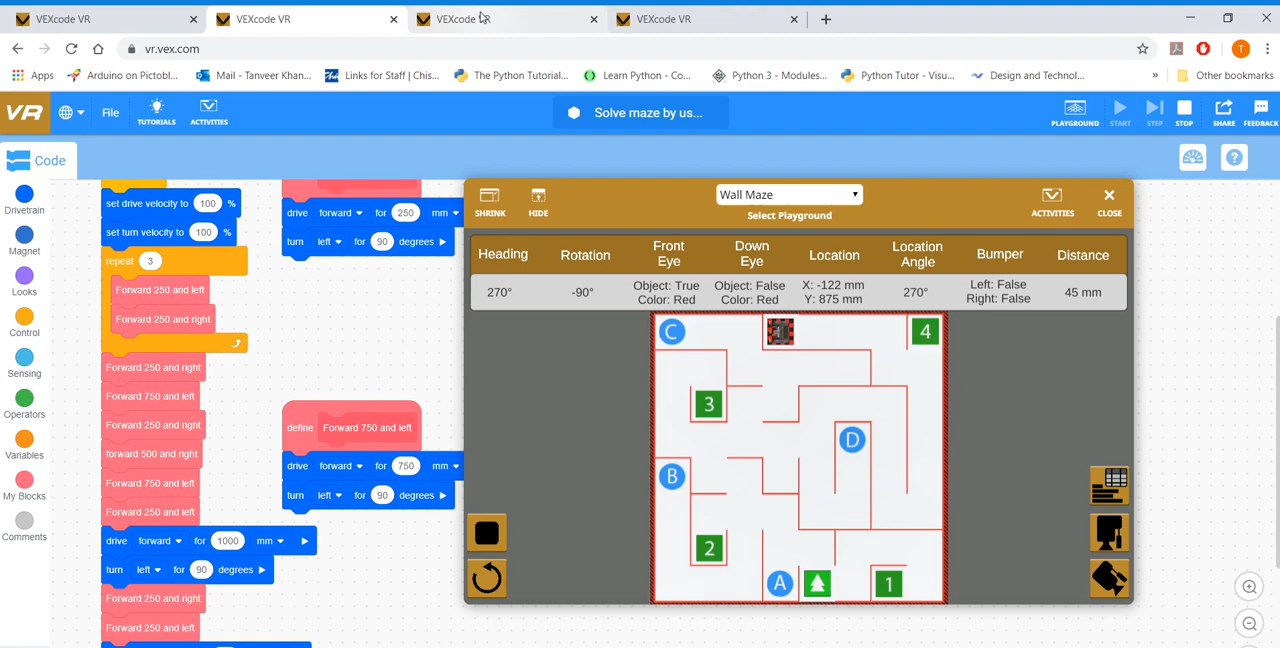 VEXcode VR
VEXcode VR
VEXcode VR
VEXcode VR
vr.vex.com
T
Apps
Arduino on Pictobl...
Mail - Tanveer Khan...
Links for Staff | Chis...
The Python Tutorial...
Learn Python - Co...
Python 3 - Modules...
Python Tutor - Visu...
Design and Technol...
»
Other bookmarks
VR
File
TUTORIALS
ACTIVITIES
Solve maze by us...
PLAYGROUND
START
STEP
STOP
SHARE
FEEDBACK
Code
Drivetrain
Magnet
Looks
Control
Sensing
Operators
Variables
My Blocks
Comments
set drive velocity to 100 %
set turn velocity to 100 %
repeat 3
Forward 250 and left
Forward 250 and right
Forward 250 and right
Forward 750 and left
Forward 250 and right
forward 500 and right
Forward 750 and left
Forward 250 and left
drive forward for 1000 mm
turn left for 90 degrees
Forward 250 and right
Forward 250 and left
drive forward for 250 mm
turn left for 90 degrees
define Forward 750 and left
drive forward for 750 mm
turn left for 90 degrees
SHRINK
HIDE
Wall Maze
Select Playground
ACTIVITIES
CLOSE
Heading
Rotation
Front Eye
Down Eye
Location
Location Angle
Bumper
Distance
270°
-90°
Object: True
Color: Red
Object: False
Color: Red
X: -122 mm
Y: 875 mm
270°
Left: False
Right: False
45 mm
C
4
3
D
B
2
A
1